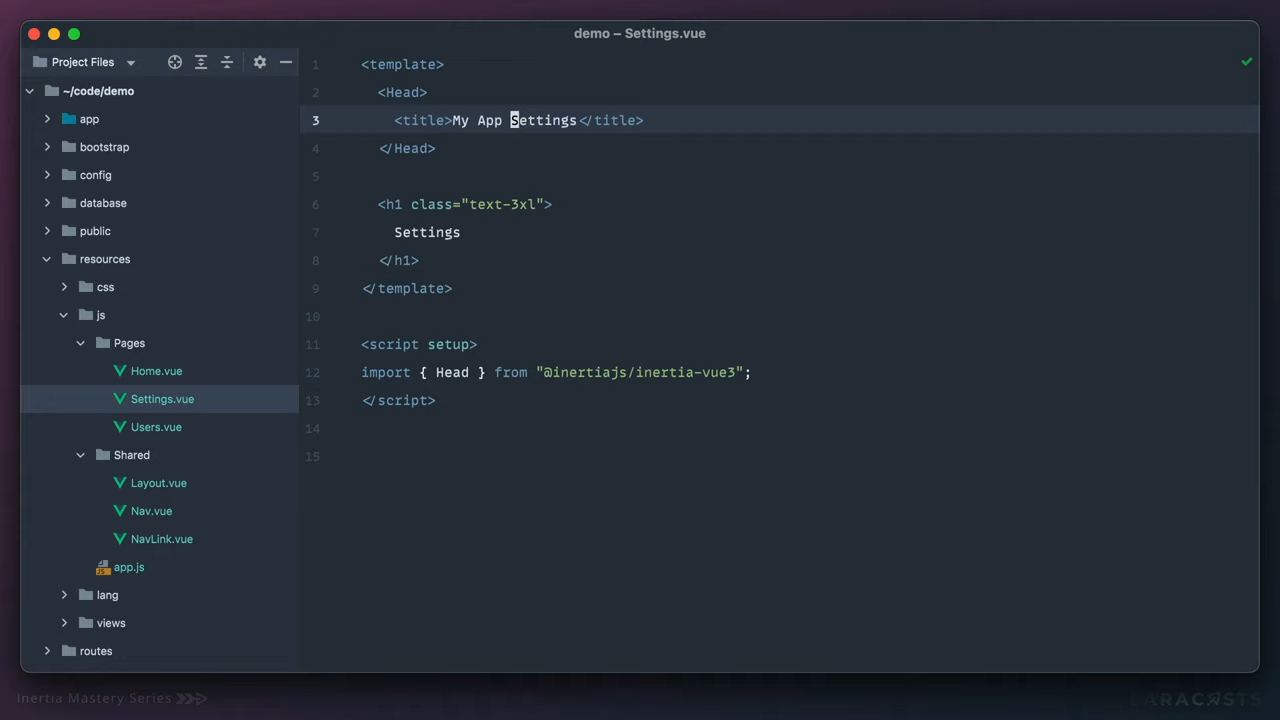 demo – Settings.vue
Project Files
~/code/demo
app
bootstrap
config
database
public
resources
css
js
Pages
Home.vue
Settings.vue
Users.vue
Shared
Layout.vue
Nav.vue
NavLink.vue
JS app.js
lang
views
routes
1 <template>
2 <Head>
3 <title>My App Settings</title>
4 </Head>
5
6 <h1 class="text-3xl">
7 Settings
8 </h1>
9 </template>
10
11 <script setup>
12 import { Head } from "@inertiajs/inertia-vue3";
13 </script>
14
15
Inertia Mastery Series
LARACASTS